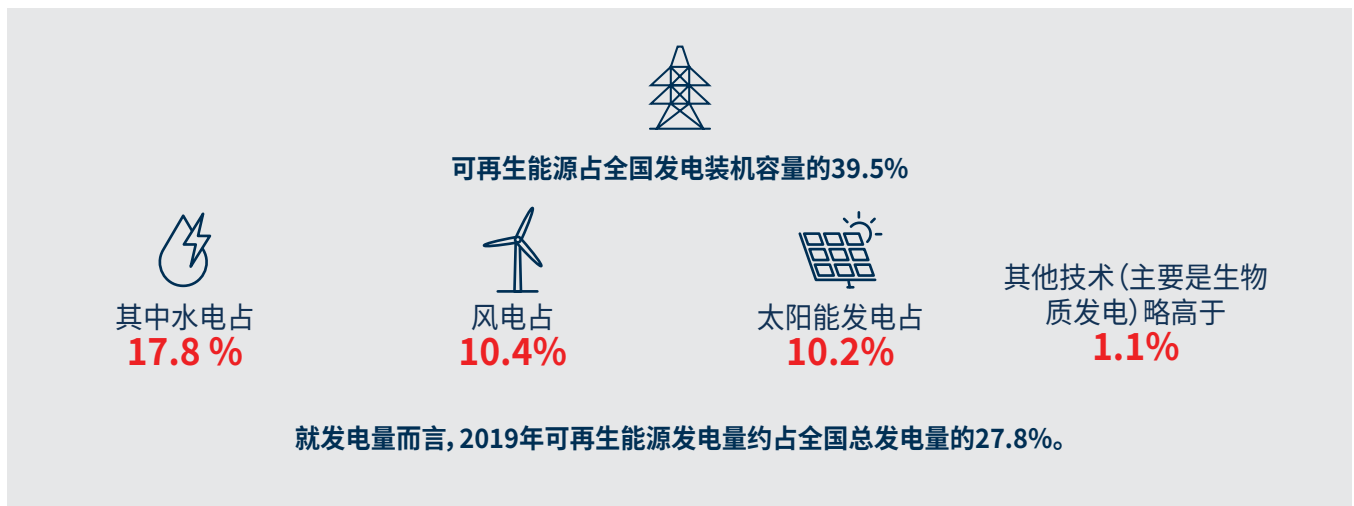 可再生能源占全国发电装机容量的39.5%
其中水电占
17.8 %
风电占
10.4%
太阳能发电占
10.2%
其他技术(主要是生物
质发电)略高于
1.1%
就发电量而言,2019年可再生能源发电量约占全国总发电量的27.8%。